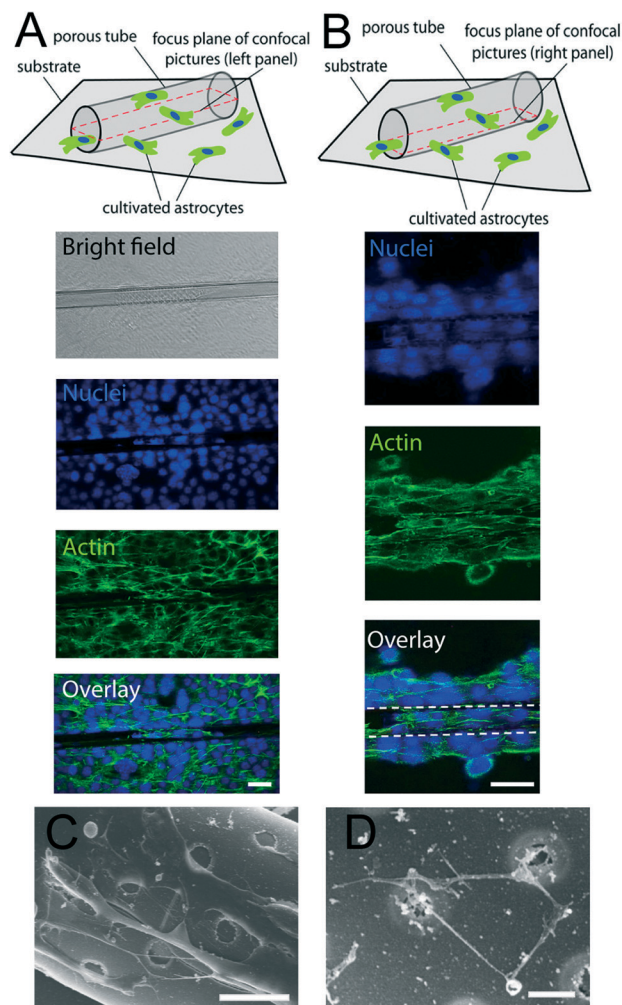 A
porous tube
focus plane of confocal
pictures (left panel)
substrate
cultivated astrocytes
Bright field
Nuclei
Actin
Overlay
B
porous tube
focus plane of confocal
pictures (right panel)
substrate
cultivated astrocytes
Nuclei
Actin
Overlay
C
D